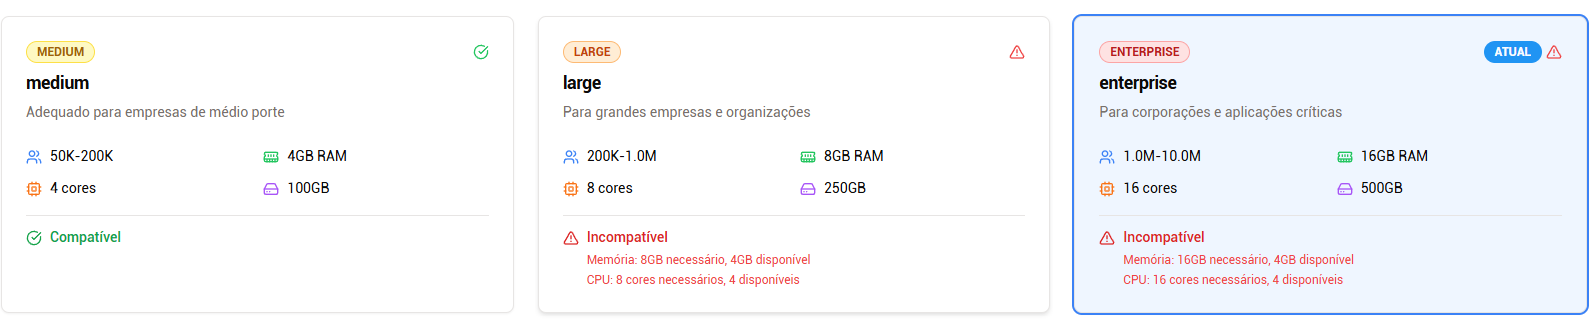 MEDIUM
medium
Adequado para empresas de médio porte
50K-200K
4GB RAM
4 cores
100GB
Compatível
LARGE
large
Para grandes empresas e organizações
200K-1.0M
8GB RAM
8 cores
250GB
Incompatível
Memória: 8GB necessário, 4GB disponível
CPU: 8 cores necessários, 4 disponíveis
ENTERPRISE
ATUAL
enterprise
Para corporações e aplicações críticas
1.0M-10.0M
16GB RAM
16 cores
500GB
Incompatível
Memória: 16GB necessário, 4GB disponível
CPU: 16 cores necessários, 4 disponíveis